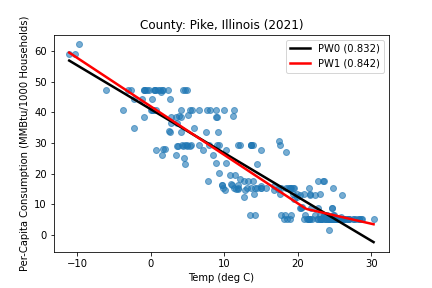 County: Pike, Illinois (2021)
PW0 (0.832)
PW1 (0.842)
Per-Capita Consumption (MMBtu/1000 Households)
60
50
40
30
20
10
0
−10 0 10 20 30
Temp (deg C)